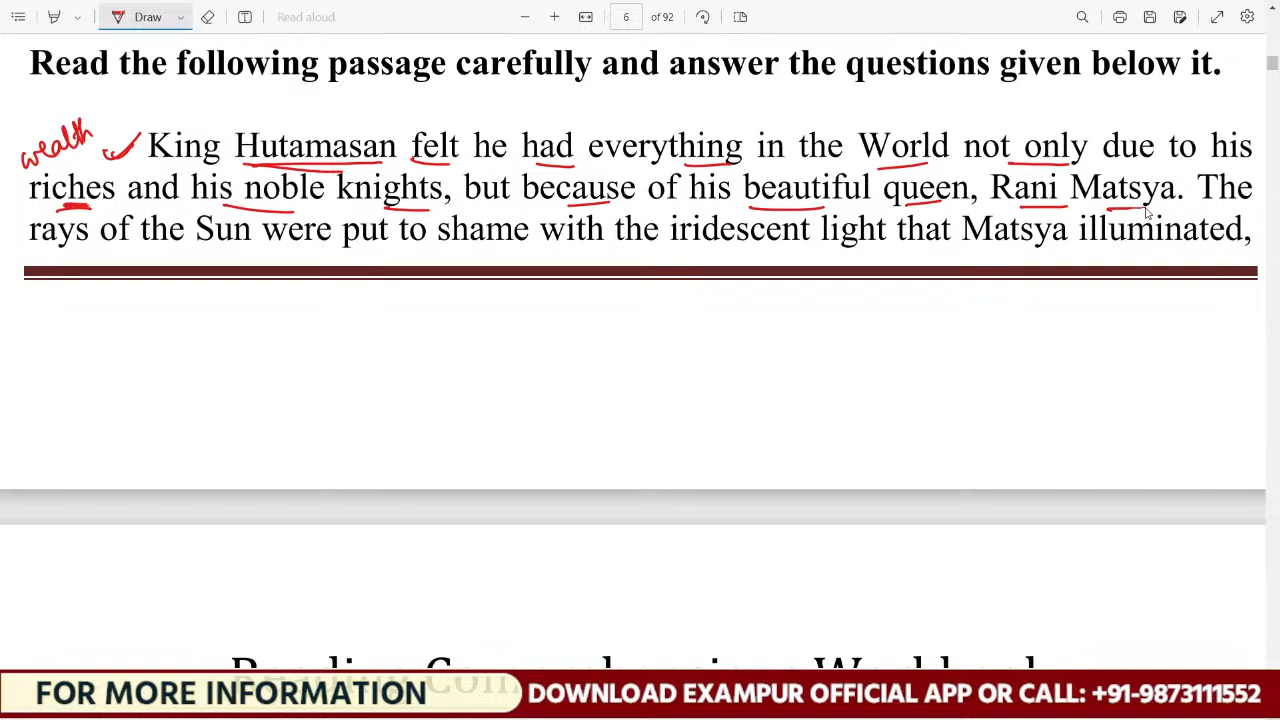 Draw
Read aloud
6 of 92
Read the following passage carefully and answer the questions given below it.
wealth
King Hutamasan felt he had everything in the World not only due to his
riches and his noble knights, but because of his beautiful queen, Rani Matsya. The
rays of the Sun were put to shame with the iridescent light that Matsya illuminated,
FOR MORE INFORMATION
DOWNLOAD EXAMPUR OFFICIAL APP OR CALL: +91-9873111552